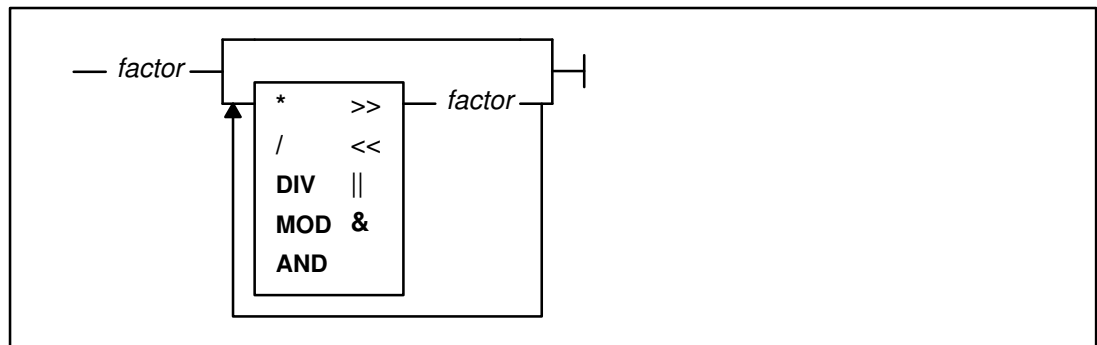 factor
* >> factor
/ <<
DIV ||
MOD &
AND